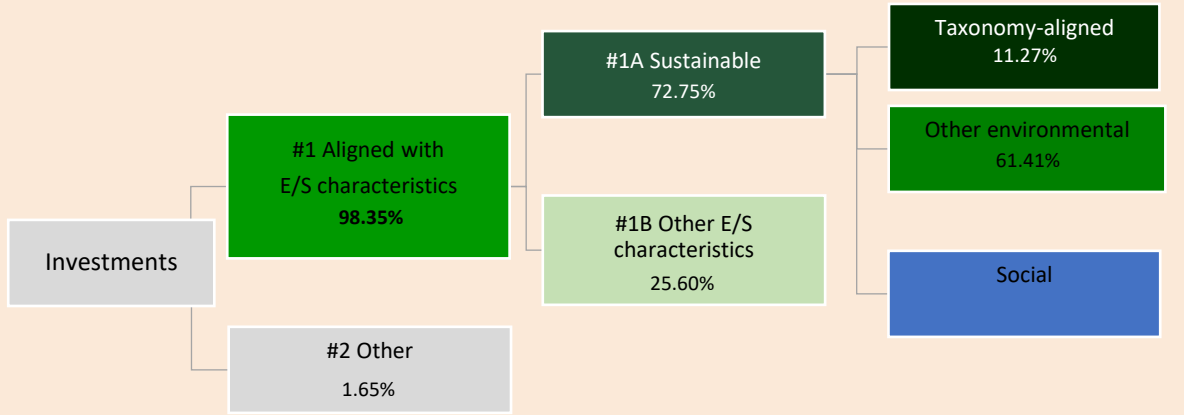 Investments
#1 Aligned with
E/S characteristics
98.35%
#2 Other
1.65%
#1A Sustainable
72.75%
#1B Other E/S
characteristics
25.60%
Taxonomy-aligned
11.27%
Other environmental
61.41%
Social